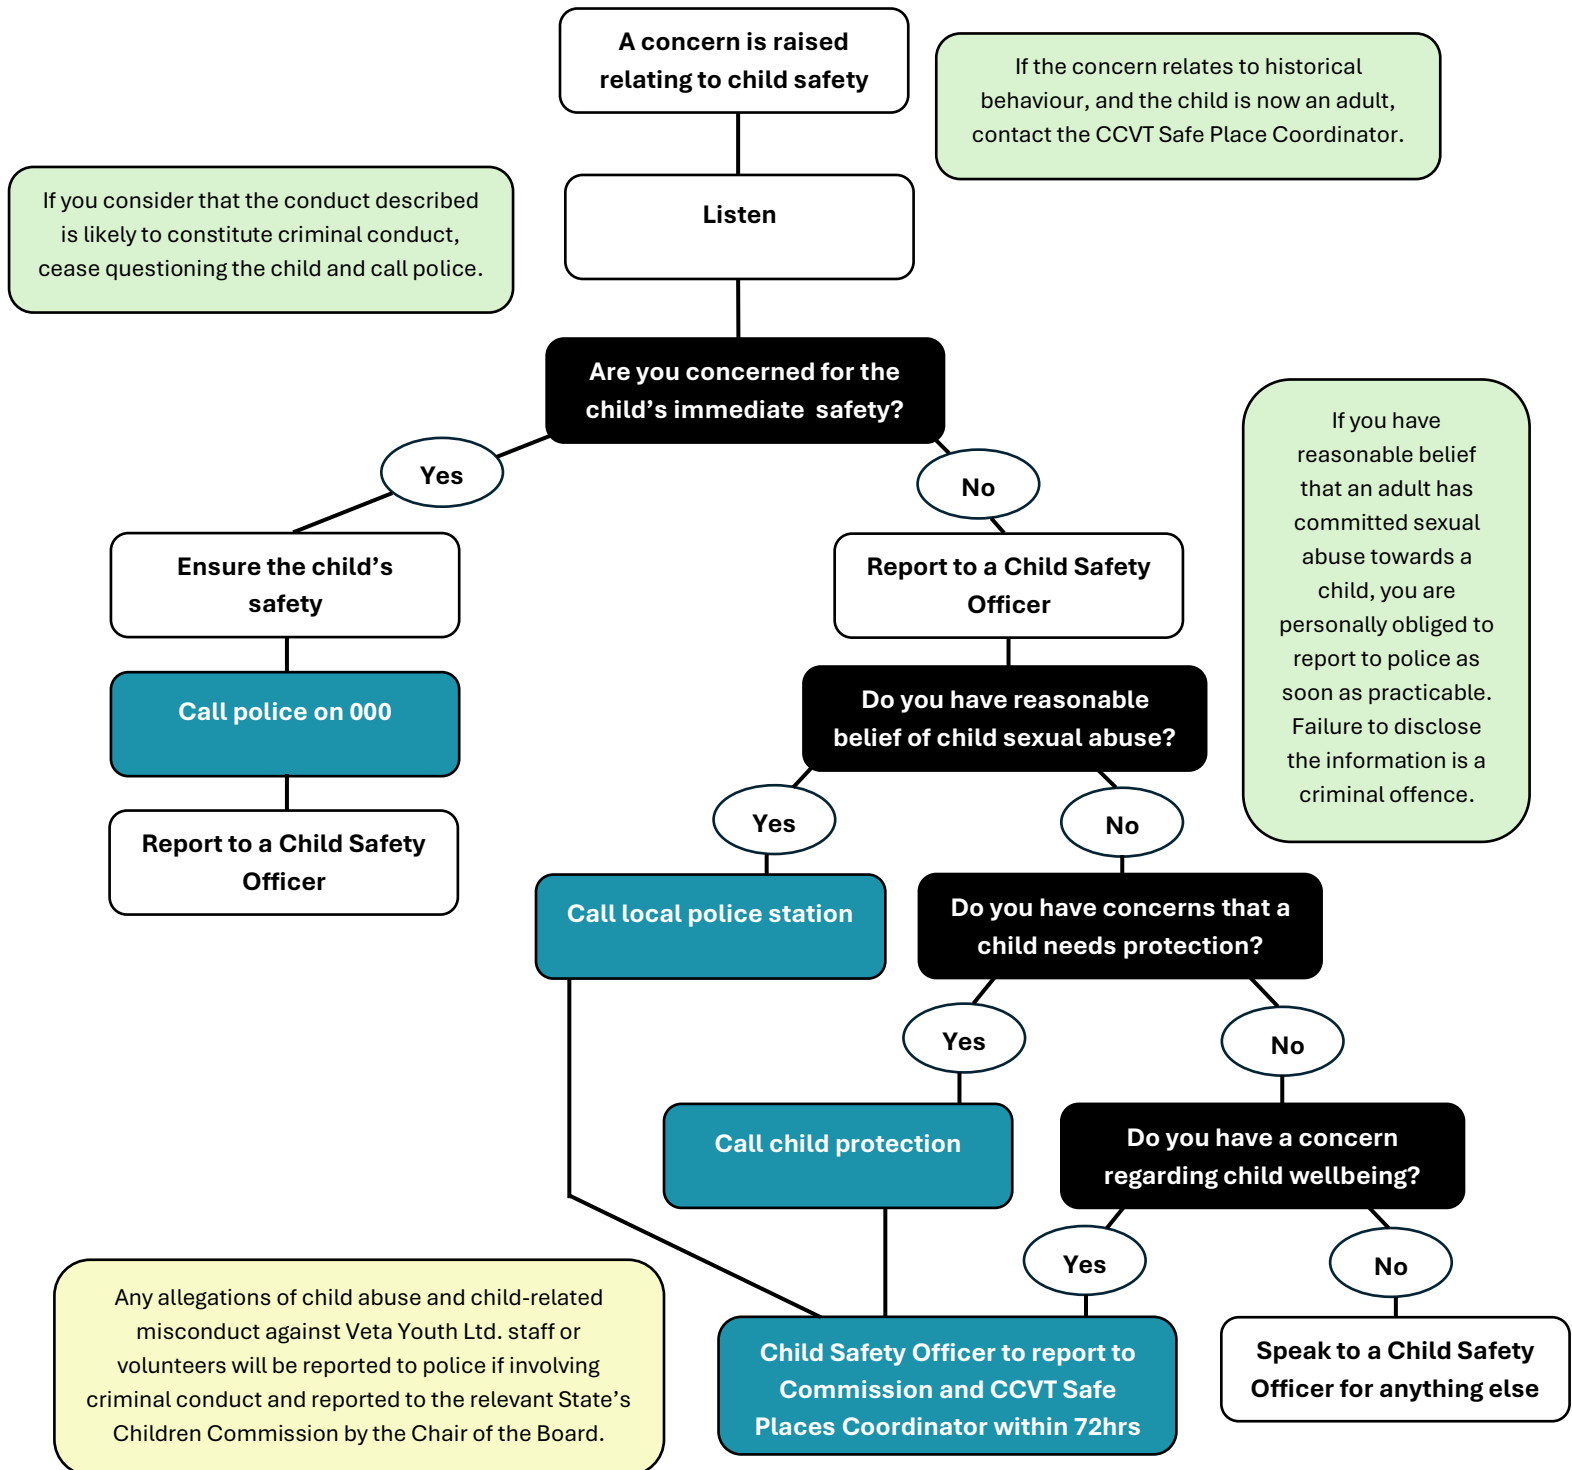 A concern is raised
relating to child safety
If the concern relates to historical
behaviour, and the child is now an adult,
contact the CCVT Safe Place Coordinator.
If you consider that the conduct described
is likely to constitute criminal conduct,
cease questioning the child and call police.
Listen
Are you concerned for the
child’s immediate  safety?
Yes
No
If you have
reasonable belief
that an adult has
committed sexual
abuse towards a
child, you are
personally obliged to
report to police as
soon as practicable.
Failure to disclose
the information is a
criminal offence.
Ensure the child’s
safety
Call police on 000
Report to a Child Safety
Officer
Report to a Child Safety
Officer
Do you have reasonable
belief of child sexual abuse?
Yes
No
Call local police station
Do you have concerns that a
child needs protection?
Yes
No
Call child protection
Do you have a concern
regarding child wellbeing?
Yes
No
Any allegations of child abuse and child-related
misconduct against Veta Youth Ltd. staff or
volunteers will be reported to police if involving
criminal conduct and reported to the relevant State’s
Children Commission by the Chair of the Board.
Child Safety Officer to report to
Commission and CCVT Safe
Places Coordinator within 72hrs
Speak to a Child Safety
Officer for anything else